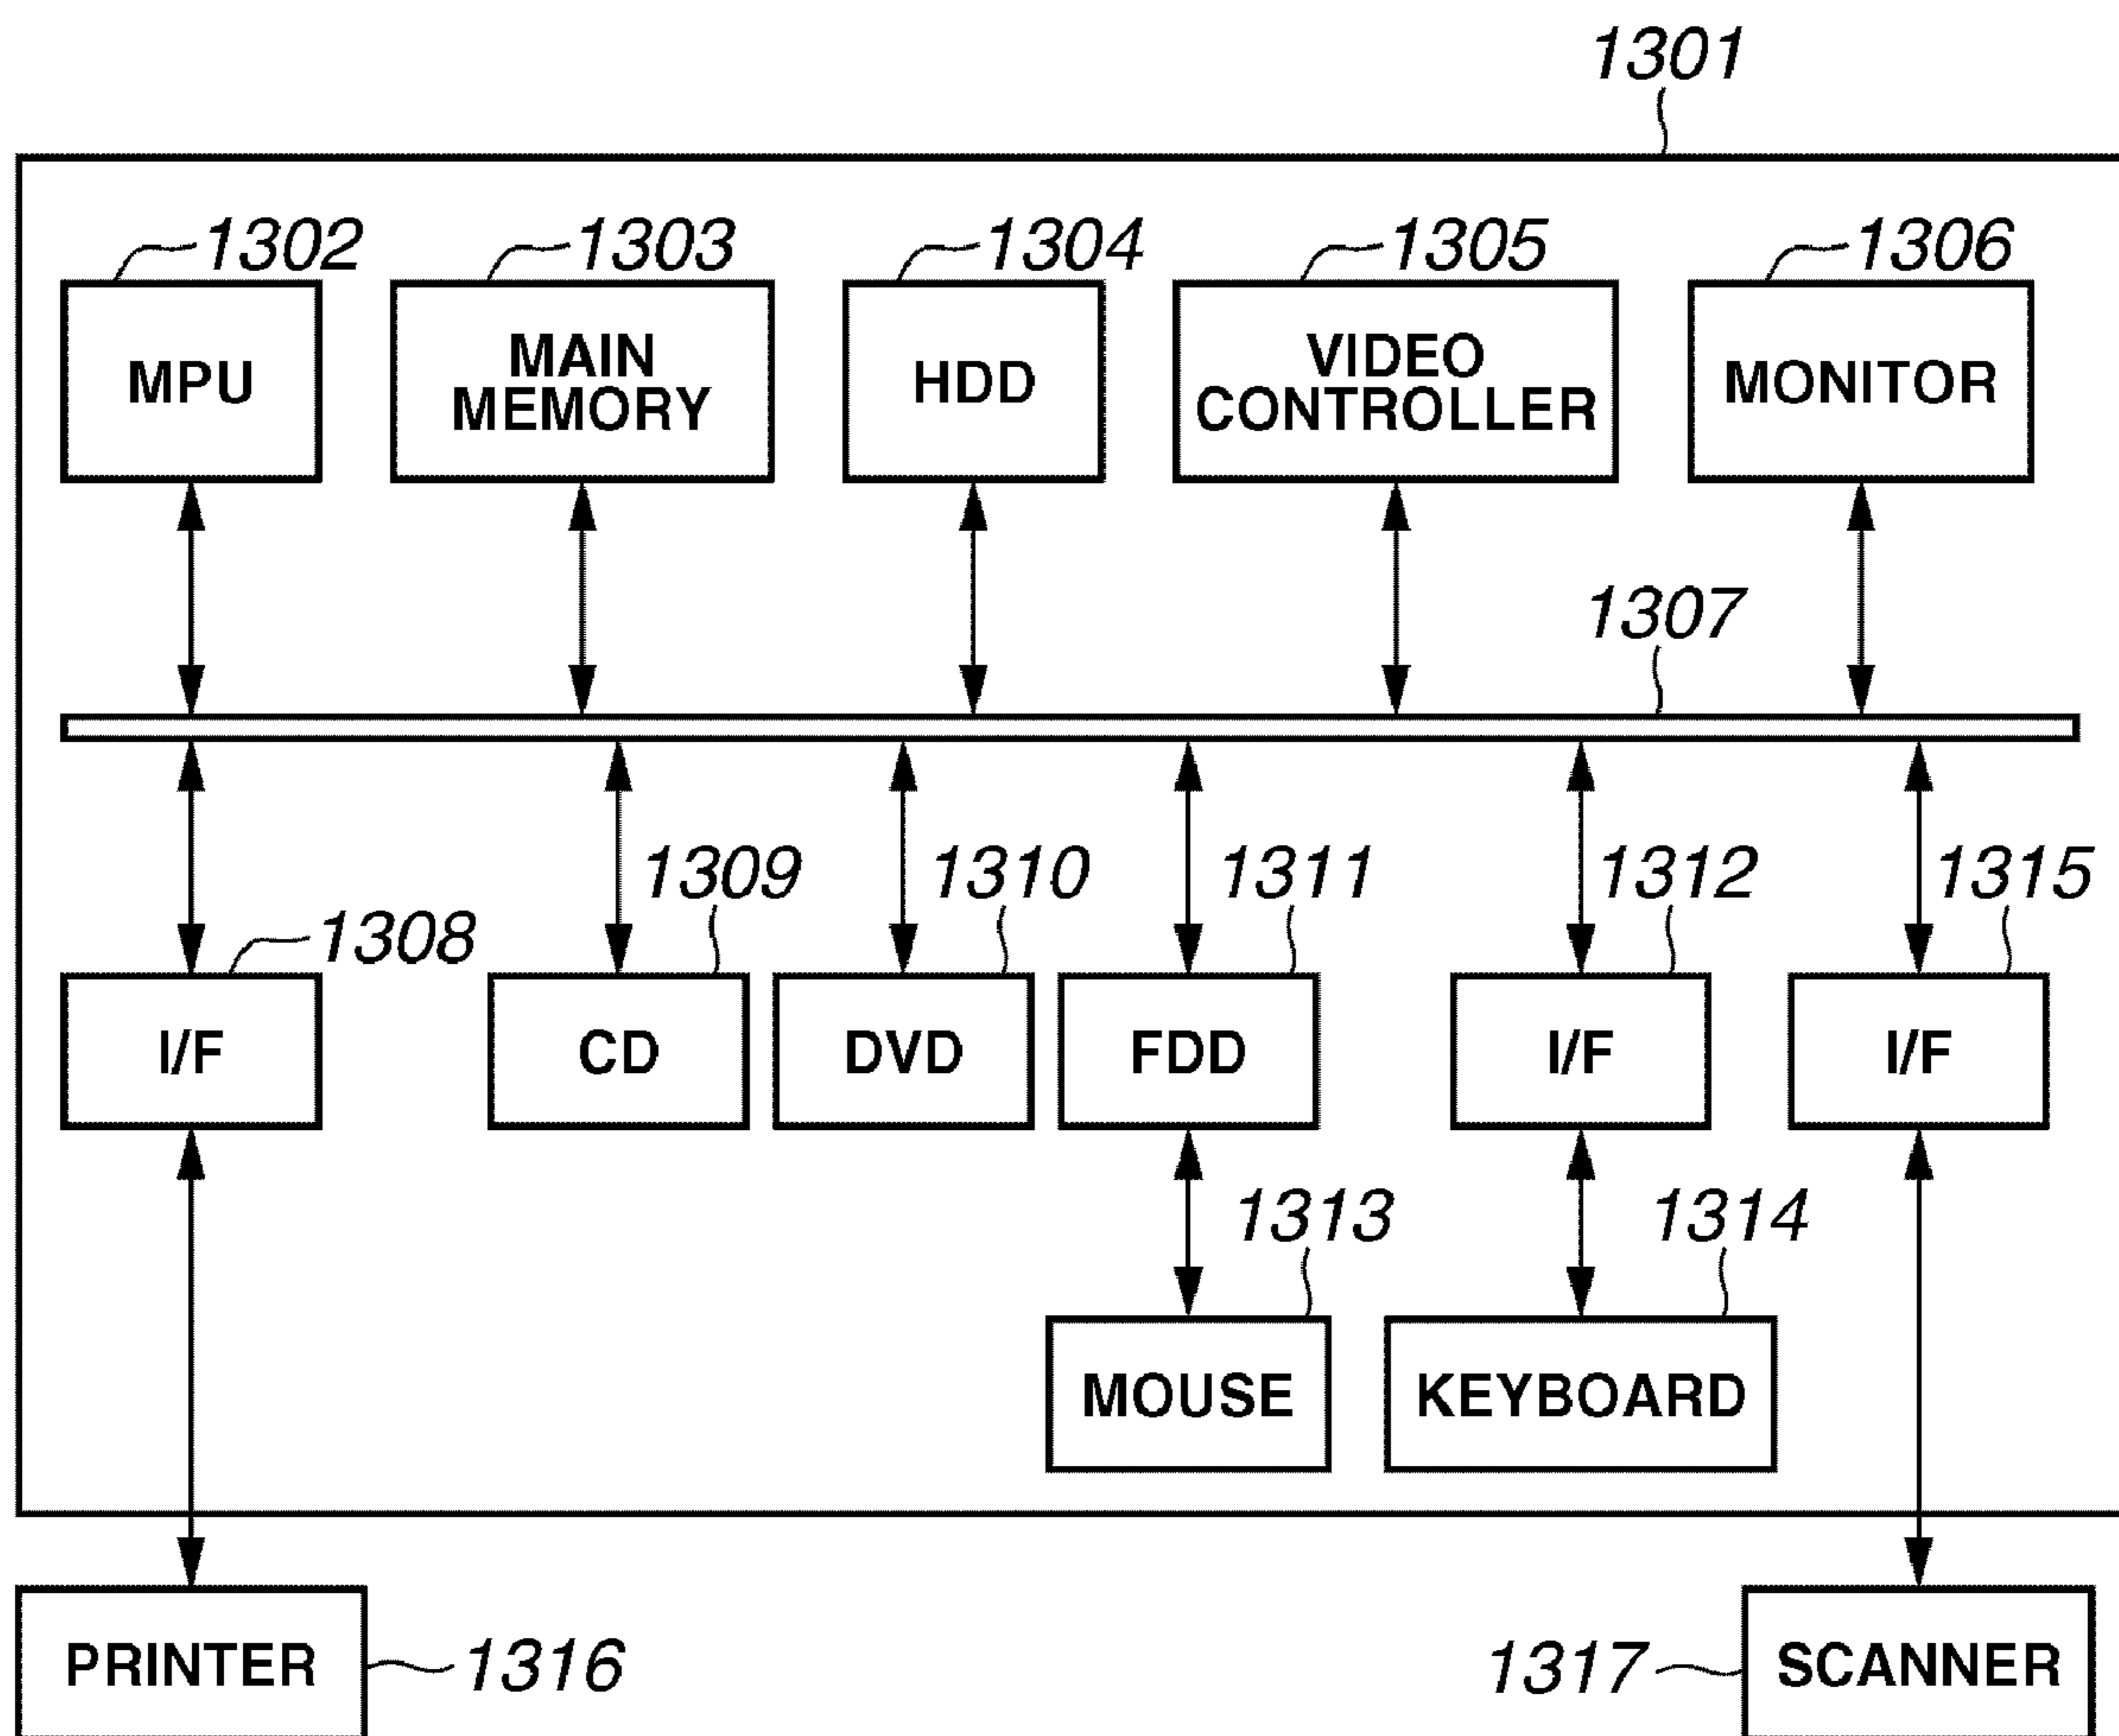 1301
1302
1303
1304
1305
1306
MPU
MAIN
MEMORY
HDD
VIDEO
CONTROLLER
MONITOR
1307
1308
1309
1310
1311
1312
1315
I/F
CD
DVD
FDD
I/F
I/F
1313
1314
MOUSE
KEYBOARD
PRINTER
1316
1317
SCANNER